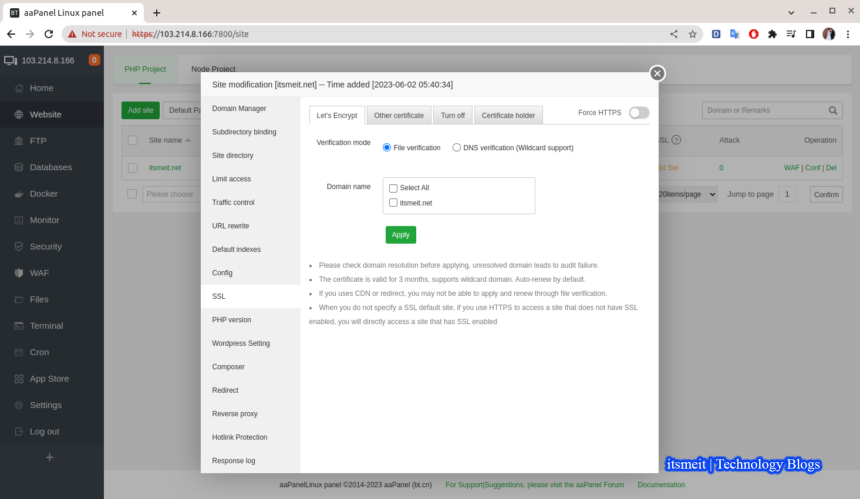 BT aaPanel Linux panel
Not secure | https://103.214.8.166:7800/site
103.214.8.166 0
Home
Website
FTP
Databases
Docker
Monitor
Security
WAF
Files
Terminal
Cron
App Store
Settings
Log out
PHP Project Node Project
Add site Default Pa
Domain or Remarks
Site name SL Attack Operation
itsmeit.net ot Set 0 WAF | Conf | Del
Please choose 20items/page Jump to page 1 Confirm
Site modification [itsmeit.net] -- Time added [2023-06-02 05:40:34]
Domain Manager
Subdirectory binding
Site directory
Limit access
Traffic control
URL rewrite
Default indexes
Config
SSL
PHP version
Wordpress Setting
Composer
Redirect
Reverse proxy
Hotlink Protection
Response log
Let's Encrypt Other certificate Turn off Certificate holder Force HTTPS
Verification mode File verification DNS verification (Wildcard support)
Domain name Select All
itsmeit.net
Apply
Please check domain resolution before applying, unresolved domain leads to audit failure.
The certificate is valid for 3 months, supports wildcard domain. Auto-renew by default.
If you uses CDN or redirect, you may not be able to apply and renew through file verification.
When you do not specify a SSL default site, if you use HTTPS to access a site that does not have SSL
enabled, you will directly access a site that has SSL enabled
itsmeit | Technology Blogs
aaPanelLinux panel ©2014-2023 aaPanel (bt.cn) For Support|Suggestions, please visit the aaPanel Forum Documentation